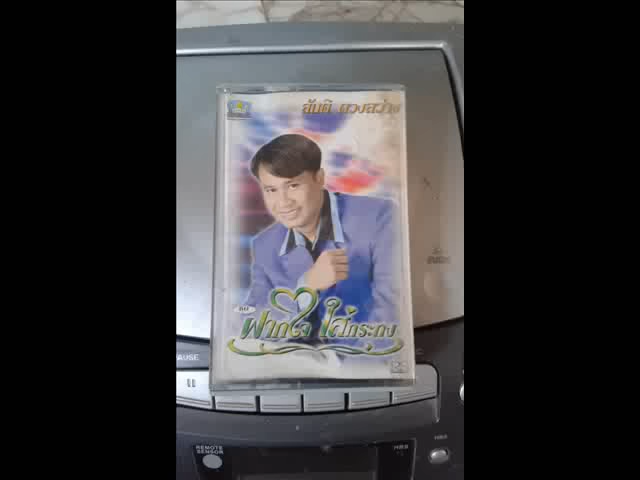 สันติ ดวงสว่าง
ฝากใจ ใส่กระทง
PAUSE
REMOTE
SENSOR